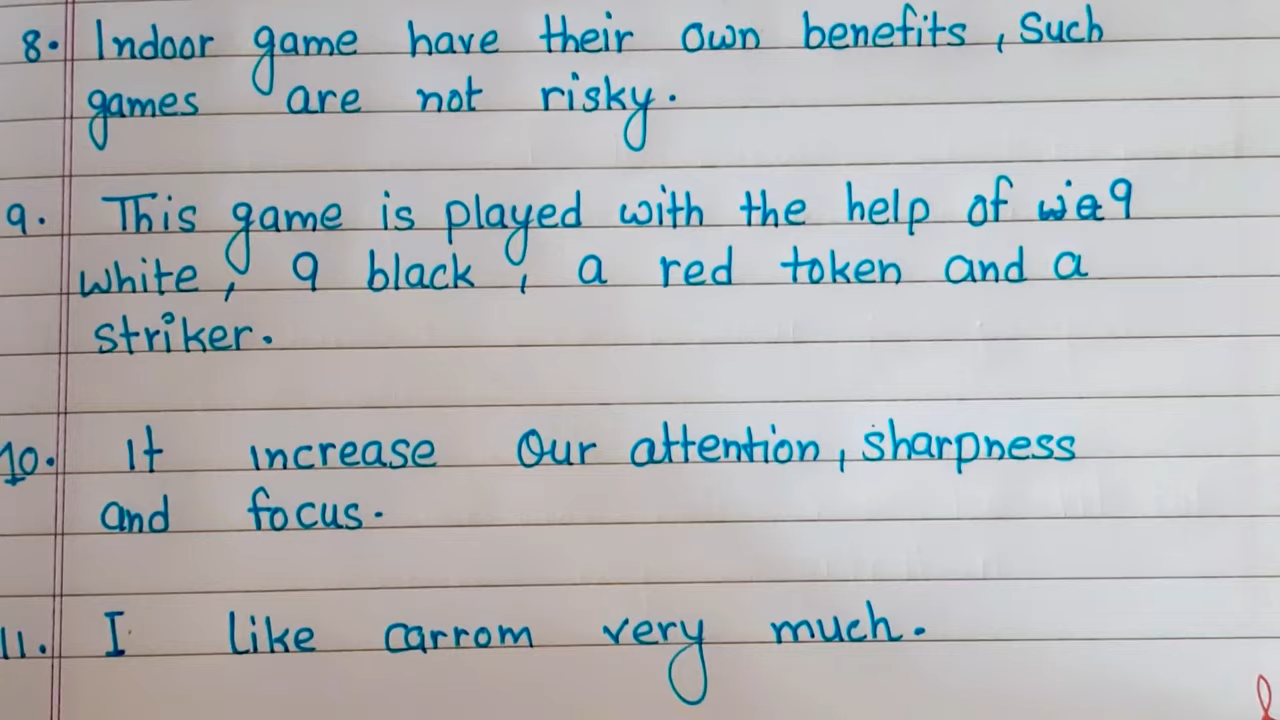 8. Indoor game have their own benefits, Such
games are not risky.
9. This game is played with the help of 9
white, 9 black, a red token and a
striker.
10. It increase Our attention, sharpness
and focus.
11. I like carrom very much.